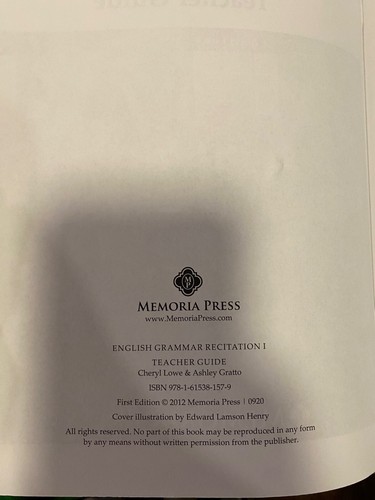 MP
MEMORIA PRESS
www.MemoriaPress.com
ENGLISH GRAMMAR RECITATION I
TEACHER GUIDE
Cheryl Lowe & Ashley Gratto
ISBN 978-1-61538-157-9
First Edition © 2012 Memoria Press | 0920
Cover illustration by Edward Lamson Henry
All rights reserved. No part of this book may be reproduced in any form
by any means without written permission from the publisher.